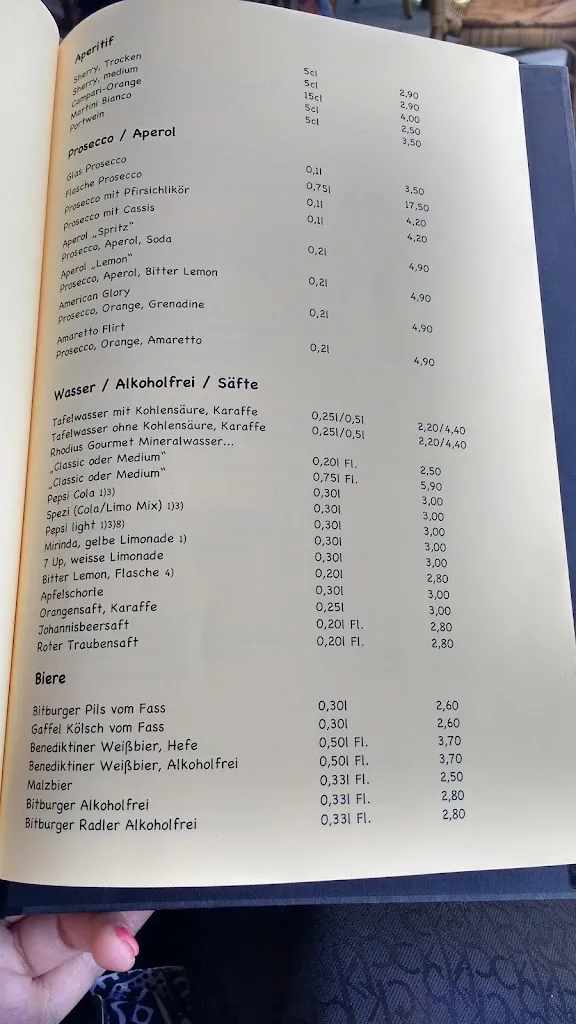 Aperitif
Sherry, Trocken 5cl 2,90
Sherry, medium 5cl 2,90
Campari-Orange 15cl 4,00
Martini Bianco 5cl 2,50
Portwein 5cl 3,50
Prosecco / Aperol
Glas Prosecco 0,1l 3,50
Flasche Prosecco 0,75l 17,50
Prosecco mit Pfirsichlikör 0,1l 4,20
Prosecco mit Cassis 0,1l 4,20
Aperol „Spritz"
Prosecco, Aperol, Soda 0,2l 4,90
Aperol „Lemon"
Prosecco, Aperol, Bitter Lemon 0,2l 4,90
American Glory
Prosecco, Orange, Grenadine 0,2l 4,90
Amaretto Flirt
Prosecco, Orange, Amaretto 0,2l 4,90
Wasser / Alkoholfrei / Säfte
Tafelwasser mit Kohlensäure, Karaffe 0,25l/0,5l 2,20/4,40
Tafelwasser ohne Kohlensäure, Karaffe 0,25l/0,5l 2,20/4,40
Rhodius Gourmet Mineralwasser...
„Classic oder Medium" 0,20l Fl. 2,50
„Classic oder Medium" 0,75l Fl. 5,90
Pepsi Cola 1)3) 0,30l 3,00
Spezi (Cola/Limo Mix) 1)3) 0,30l 3,00
Pepsi light 1)3)8) 0,30l 3,00
Mirinda, gelbe Limonade 1) 0,30l 3,00
7 Up, weisse Limonade 0,30l 3,00
Bitter Lemon, Flasche 4) 0,20l 2,80
Apfelschorle 0,30l 3,00
Orangensaft, Karaffe 0,25l 3,00
Johannisbeersaft 0,20l Fl. 2,80
Roter Traubensaft 0,20l Fl. 2,80
Biere
Bitburger Pils vom Fass 0,30l 2,60
Gaffel Kölsch vom Fass 0,30l 2,60
Benediktiner Weißbier, Hefe 0,50l Fl. 3,70
Benediktiner Weißbier, Alkoholfrei 0,50l Fl. 3,70
Malzbier 0,33l Fl. 2,50
Bitburger Alkoholfrei 0,33l Fl. 2,80
Bitburger Radler Alkoholfrei 0,33l Fl. 2,80